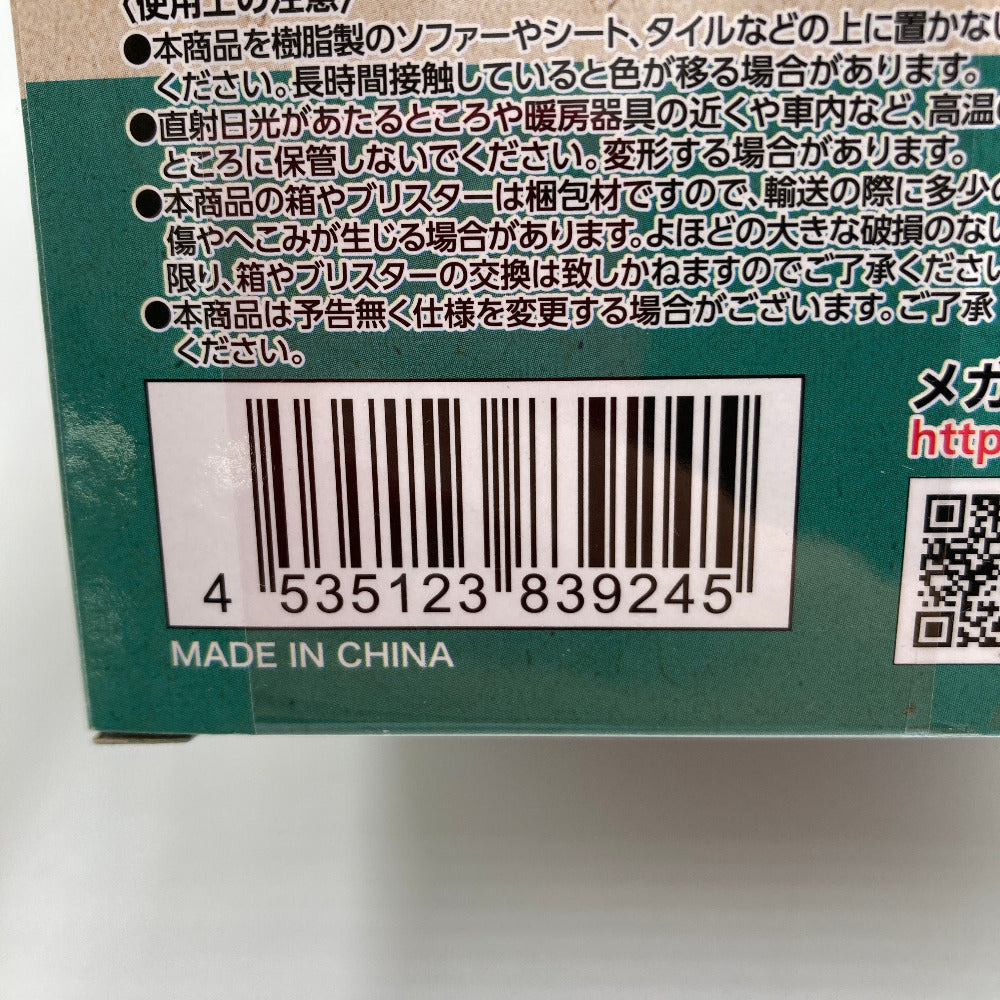 〈使用上の注意〉
●本商品を樹脂製のソファーやシート、タイルなどの上に置かない
ください。長時間接触していると色が移る場合があります。
●直射日光があたるところや暖房器具の近くや車内など、高温
ところに保管しないでください。変形する場合があります。
●本商品の箱やブリスターは梱包材ですので、輸送の際に多少
傷やへこみが生じる場合があります。よほどの大きな破損のない
限り、箱やブリスターの交換は致しかねますのでご了承ください
●本商品は予告無く仕様を変更する場合がございます。ご了承
ください。
メガ
http
4 535123 839245
MADE IN CHINA